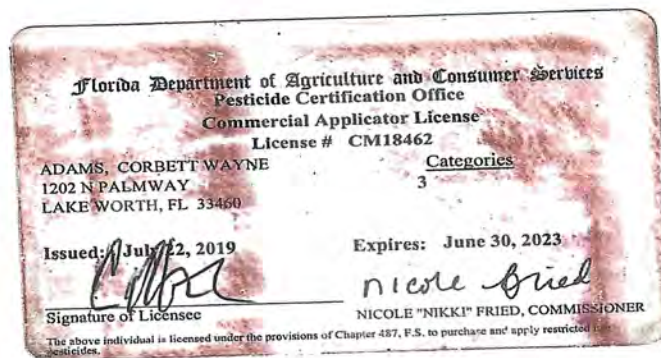 Florida Department of Agriculture and Consumer Services
Pesticide Certification Office
Commercial Applicator License
License # CM18462
ADAMS, CORBETT WAYNE
1202 N PALMWAY
LAKE WORTH, FL 33460
Categories
3
Issued: July 22, 2019
Expires: June 30, 2023
Nicole Fried
Signature of Licensee
NICOLE "NIKKI" FRIED, COMMISSIONER
The above individual is licensed under the provisions of Chapter 487, F.S. to purchase and apply restricted
pesticides.